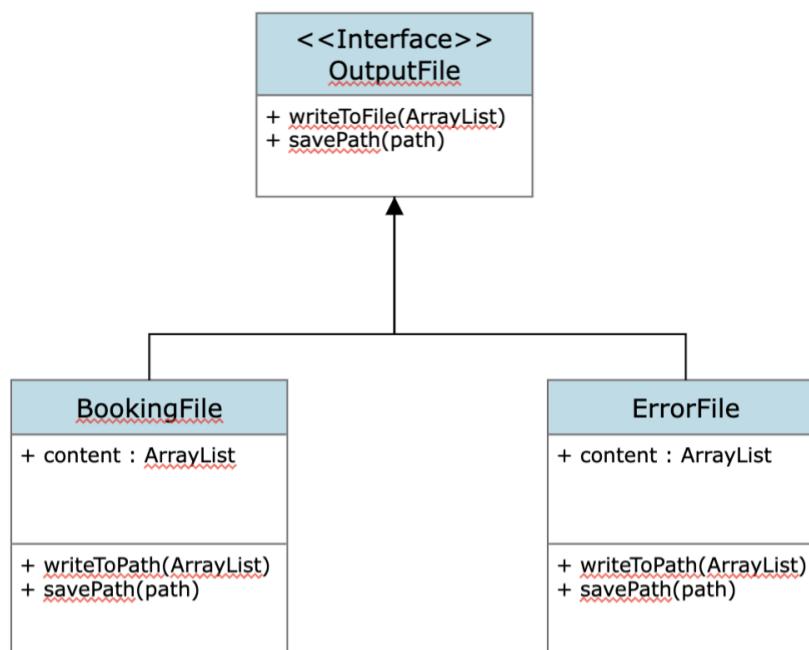 <<Interface>>
OutputFile
+ writeToFile(ArrayList)
+ savePath(path)
BookingFile
+ content : ArrayList
+ writeToPath(ArrayList)
+ savePath(path)
ErrorFile
+ content : ArrayList
+ writeToPath(ArrayList)
+ savePath(path)